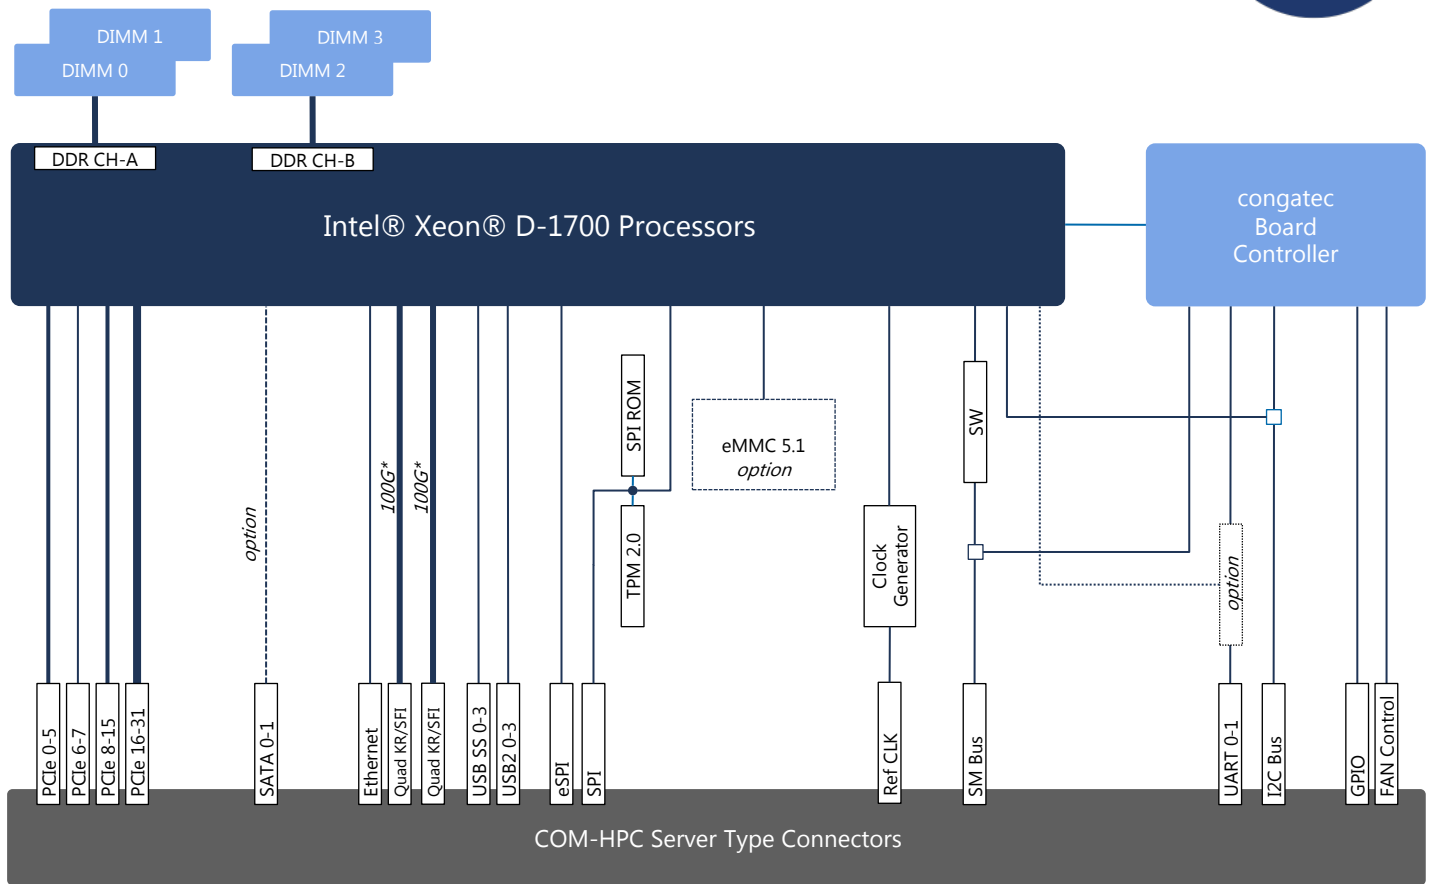 DIMM 1
DIMM 0
DIMM 3
DIMM 2
DDR CH-A
DDR CH-B
Intel® Xeon® D-1700 Processors
congatec
Board
Controller
SPI ROM
TPM 2.0
eMMC 5.1
option
SW
Clock
Generator
option
100G*
100G*
option
PCIe 0-5
PCIe 6-7
PCIe 8-15
PCIe 16-31
SATA 0-1
Ethernet
Quad KR/SFI
Quad KR/SFI
USB SS 0-3
USB2 0-3
eSPI
SPI
Ref CLK
SM Bus
UART 0-1
I2C Bus
GPIO
FAN Control
COM-HPC Server Type Connectors